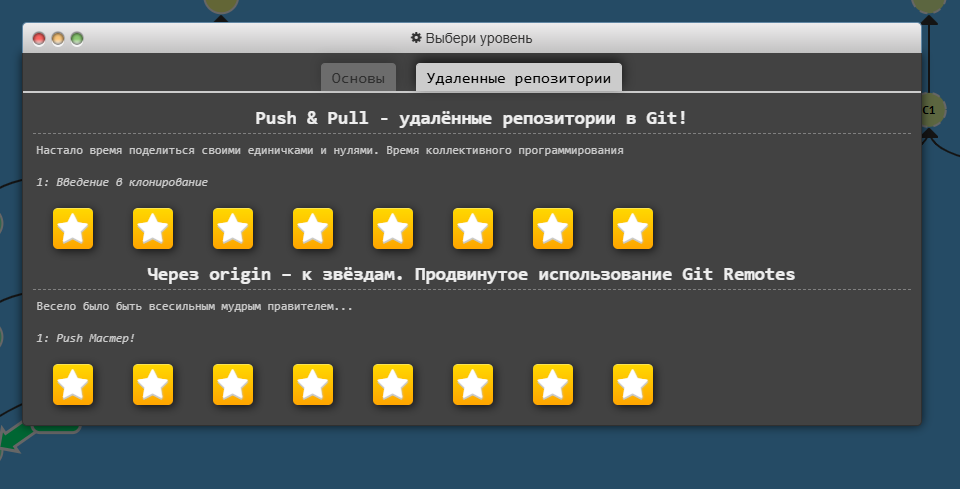 Выбери уровень
Основы
Удаленные репозитории
Push & Pull - удалённые репозитории в Git!
Настало время поделиться своими единичками и нулями. Время коллективного программирования
1: Введение в клонирование
Через origin – к звёздам. Продвинутое использование Git Remotes
Весело было быть всесильным мудрым правителем...
1: Push Мастер!
C1